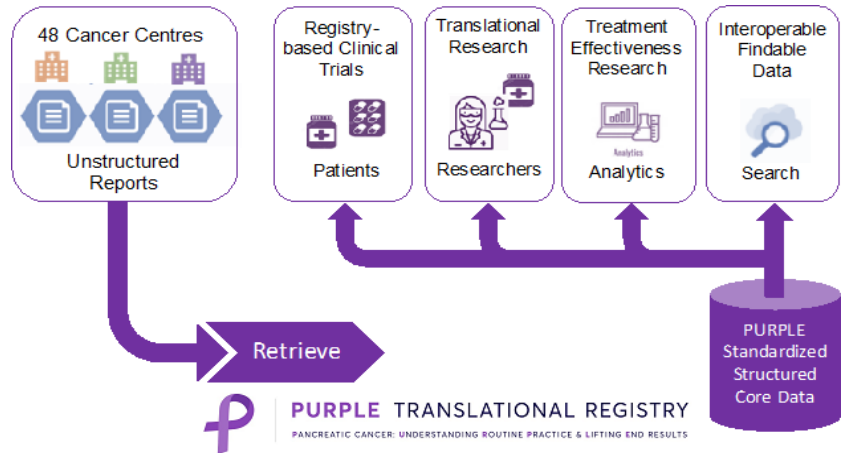 48 Cancer Centres
Unstructured
Reports
Registry-
based Clinical
Trials
Patients
Translational
Research
Researchers
Treatment
Effectiveness
Research
Analytics
Analytics
Interoperable
Findable
Data
Search
Retrieve
PURPLE
Standardized
Structured
Core Data
PURPLE TRANSLATIONAL REGISTRY
PANCREATIC CANCER: UNDERSTANDING ROUTINE PRACTICE & LIFTING END RESULTS